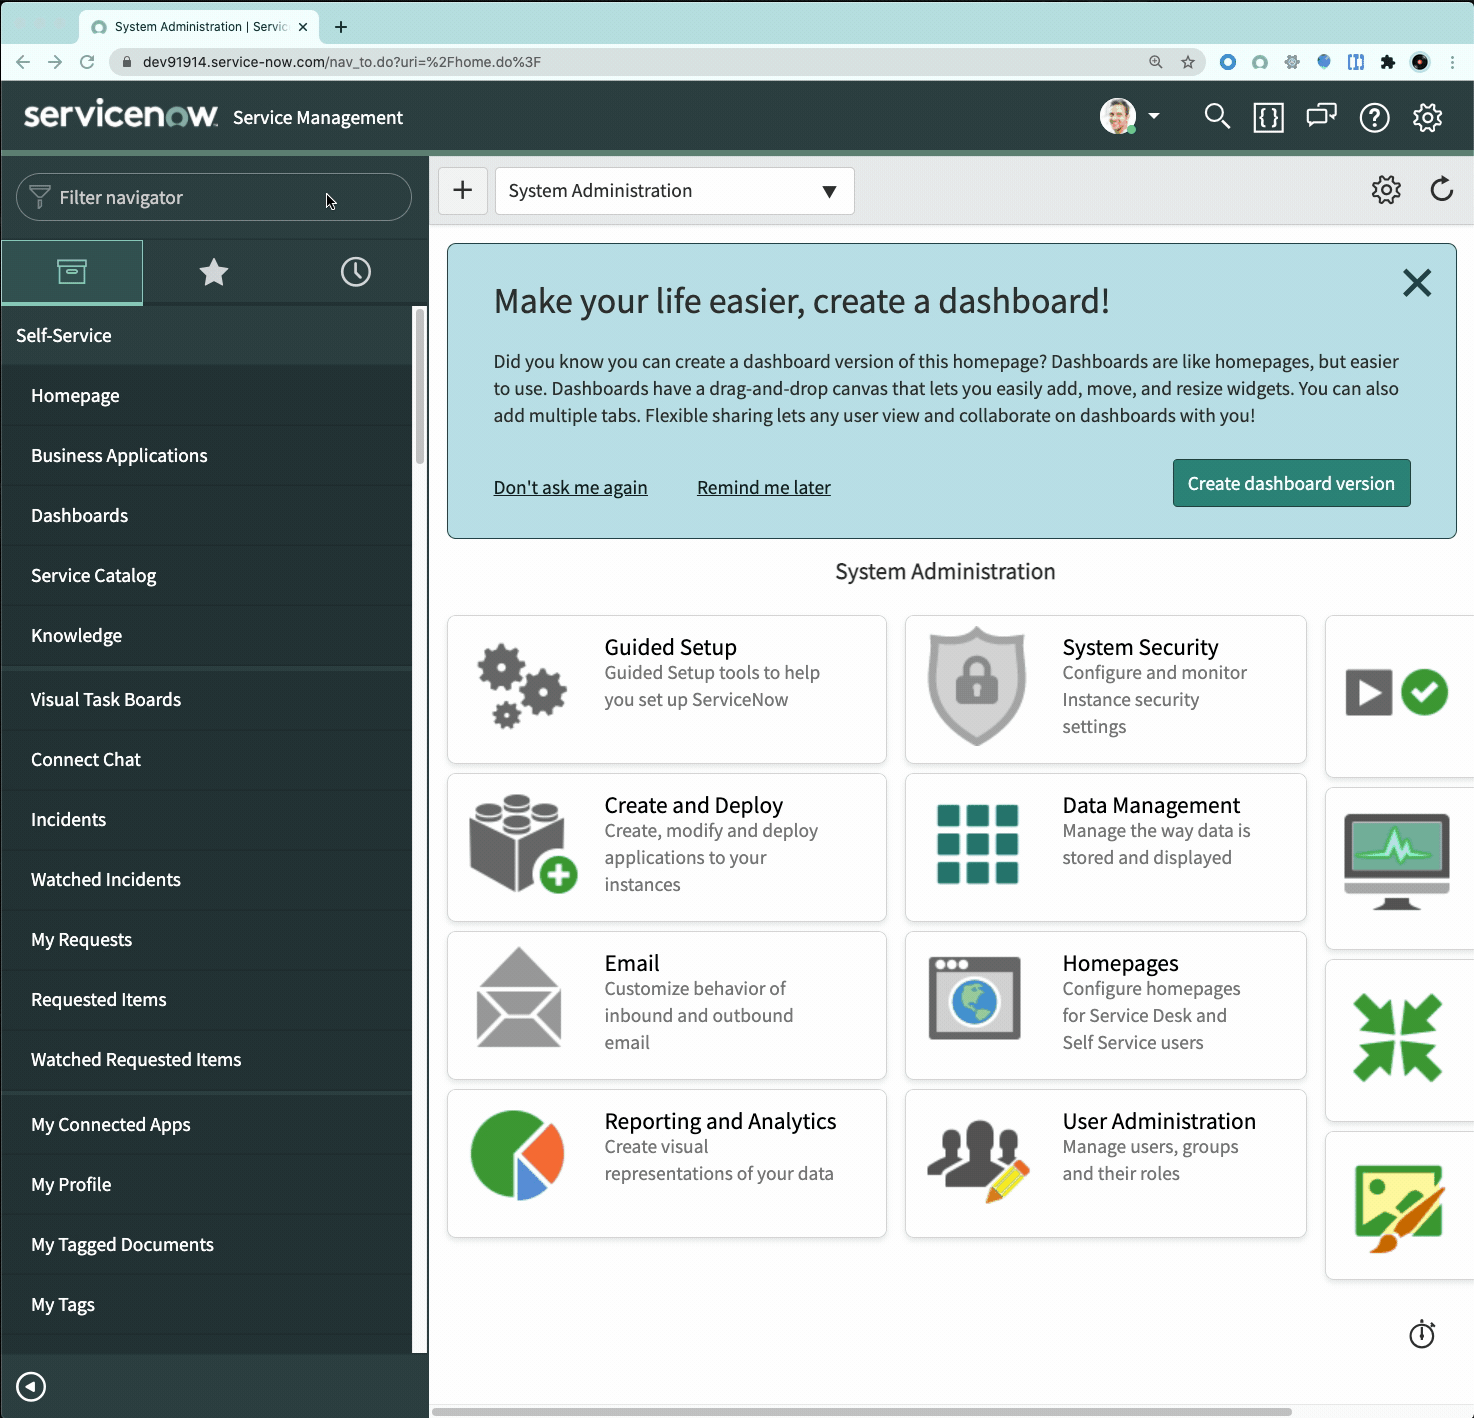 System Administration | Servic
dev91914.service-now.com/nav_to.do?uri=%2Fhome.do%3F
servicenow Service Management
Filter navigator
System Administration
Self-Service
Homepage
Business Applications
Dashboards
Service Catalog
Knowledge
Visual Task Boards
Connect Chat
Incidents
Watched Incidents
My Requests
Requested Items
Watched Requested Items
My Connected Apps
My Profile
My Tagged Documents
My Tags
Make your life easier, create a dashboard!
Did you know you can create a dashboard version of this homepage? Dashboards are like homepages, but easier
to use. Dashboards have a drag-and-drop canvas that lets you easily add, move, and resize widgets. You can also
add multiple tabs. Flexible sharing lets any user view and collaborate on dashboards with you!
Don't ask me again
Remind me later
Create dashboard version
System Administration
Guided Setup
Guided Setup tools to help
you set up ServiceNow
System Security
Configure and monitor
Instance security
settings
Create and Deploy
Create, modify and deploy
applications to your
instances
Data Management
Manage the way data is
stored and displayed
Email
Customize behavior of
inbound and outbound
email
Homepages
Configure homepages
for Service Desk and
Self Service users
Reporting and Analytics
Create visual
representations of your data
User Administration
Manage users, groups
and their roles